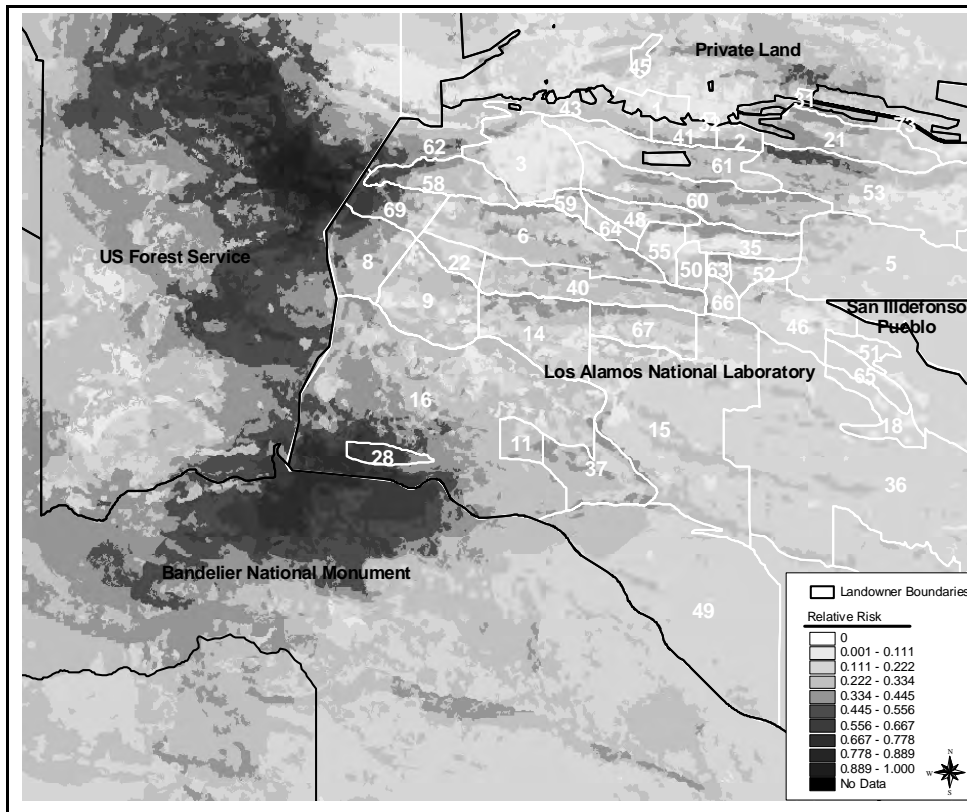 Private Land
45
31
43
1
73
41
2
21
62
3
61
53
58
59
60
69
48
64
6
55
35
US Forest Service
8
22
50
63
52
5
9
40
66
San Illdefonso
Pueblo
46
14
67
51
Los Alamos National Laboratory
65
16
15
18
11
28
37
36
Bandelier National Monument
49
Landowner Boundaries
Relative Risk
0
0.001 - 0.111
0.111 - 0.222
0.222 - 0.334
0.334 - 0.445
0.445 - 0.556
0.556 - 0.667
0.667 - 0.778
0.778 - 0.889
0.889 - 1.000
No Data
N
W
E
S